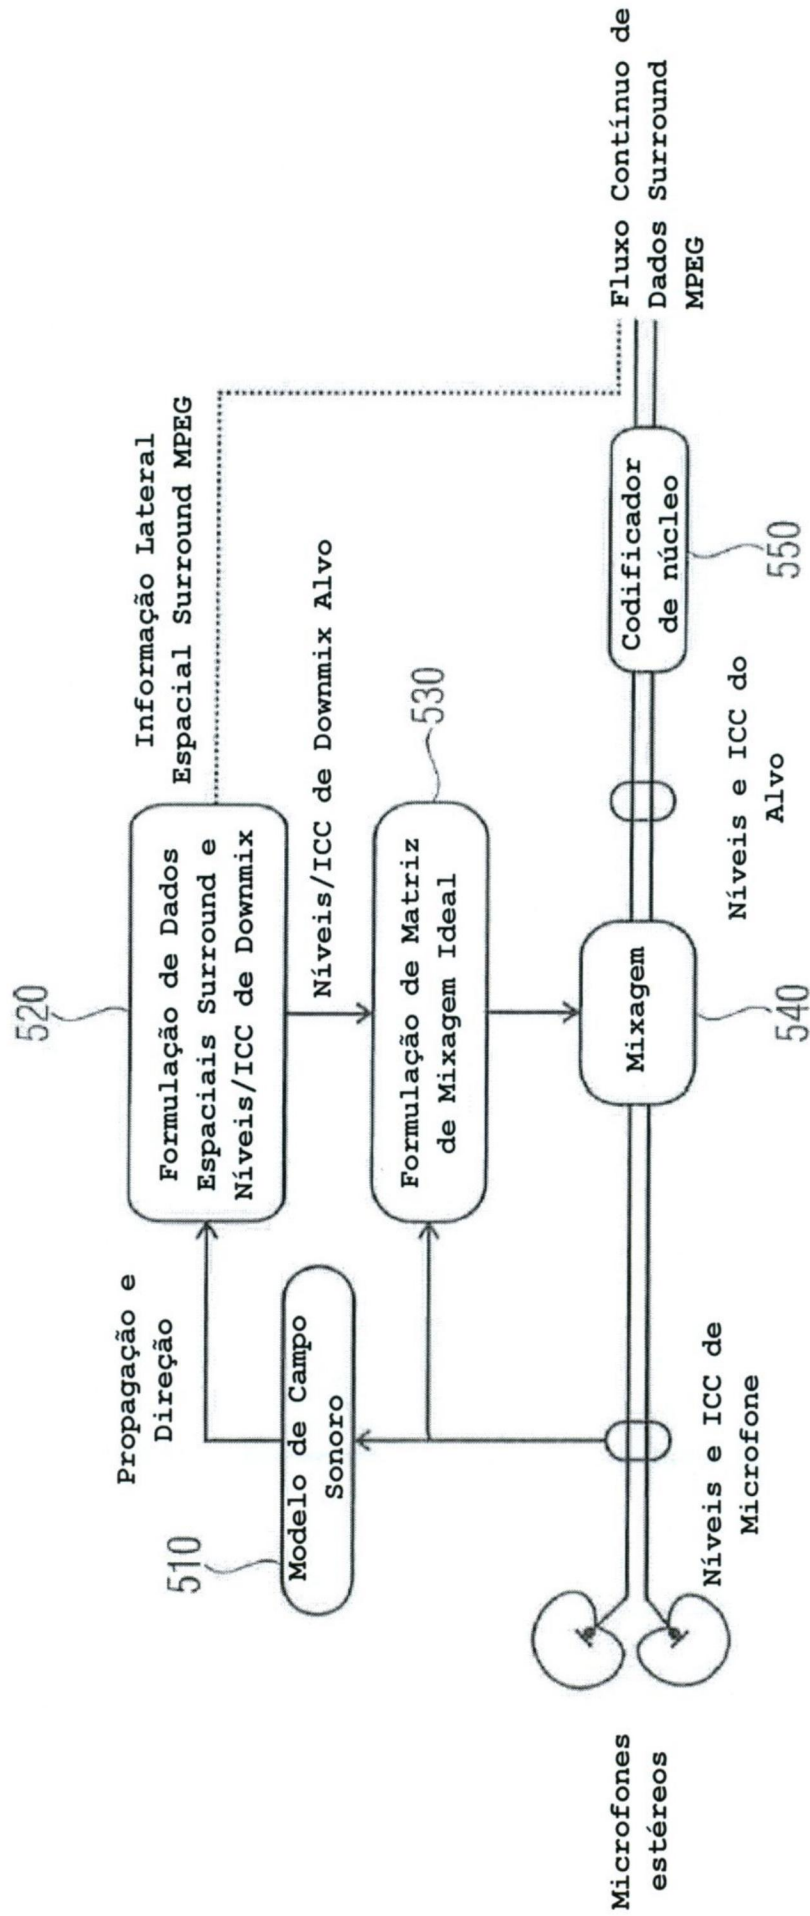 520
Formulação de Dados
Espaciais Surround e
Níveis/ICC de Downmix
Informação Lateral
Espacial Surround MPEG
Propagação e
Direção
510
Modelo de Campo
Sonoro
Níveis/ICC de Downmix Alvo
530
Formulação de Matriz
de Mixagem Ideal
Microfones
estéreos
Níveis e ICC de
Microfone
Mixagem
540
Níveis e ICC do
Alvo
Codificador
de núcleo
550
Fluxo Contínuo de
Dados Surround
MPEG